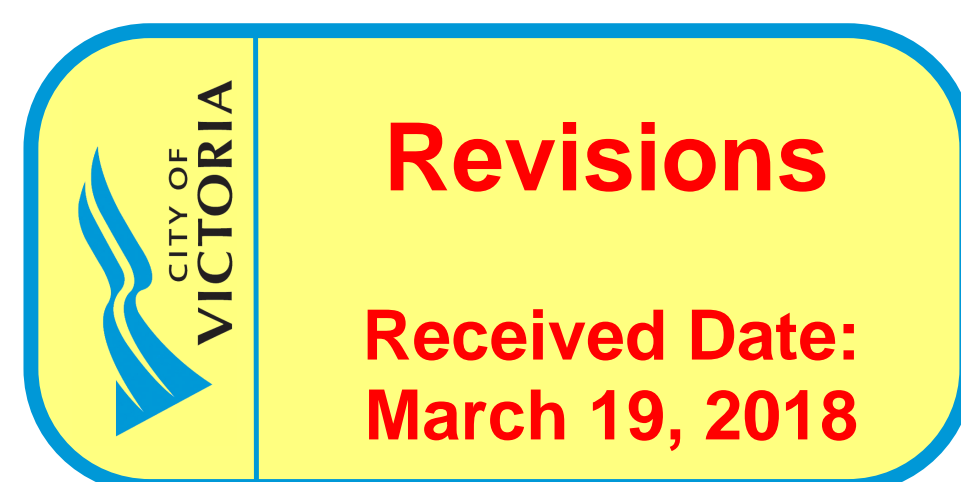 CITY OF
VICTORIA
Revisions
Received Date:
March 19, 2018